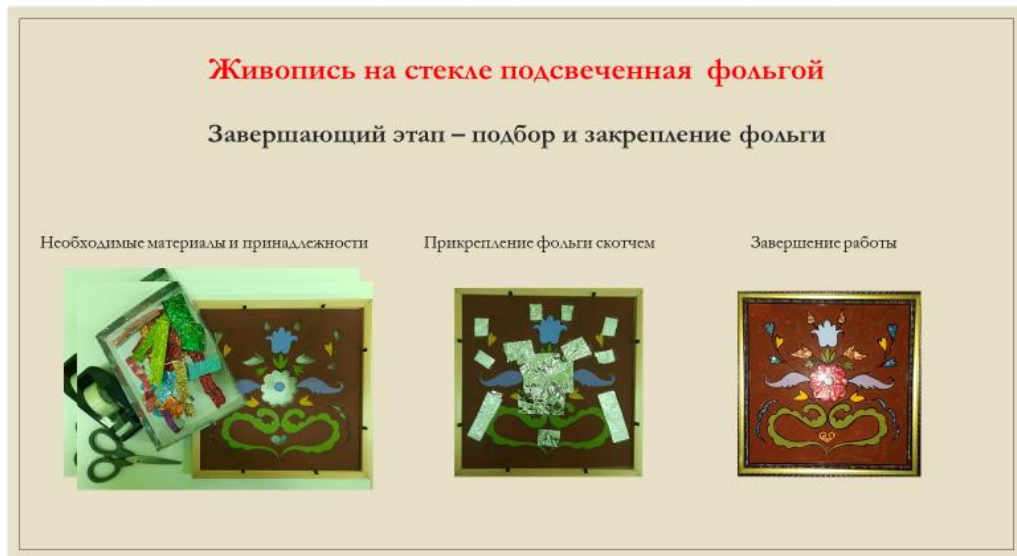 Живопись на стекле подсвеченная фольгой
Завершающий этап – подбор и закрепление фольги
Необходимые материалы и принадлежности
Прикрепление фольги скотчем
Завершение работы